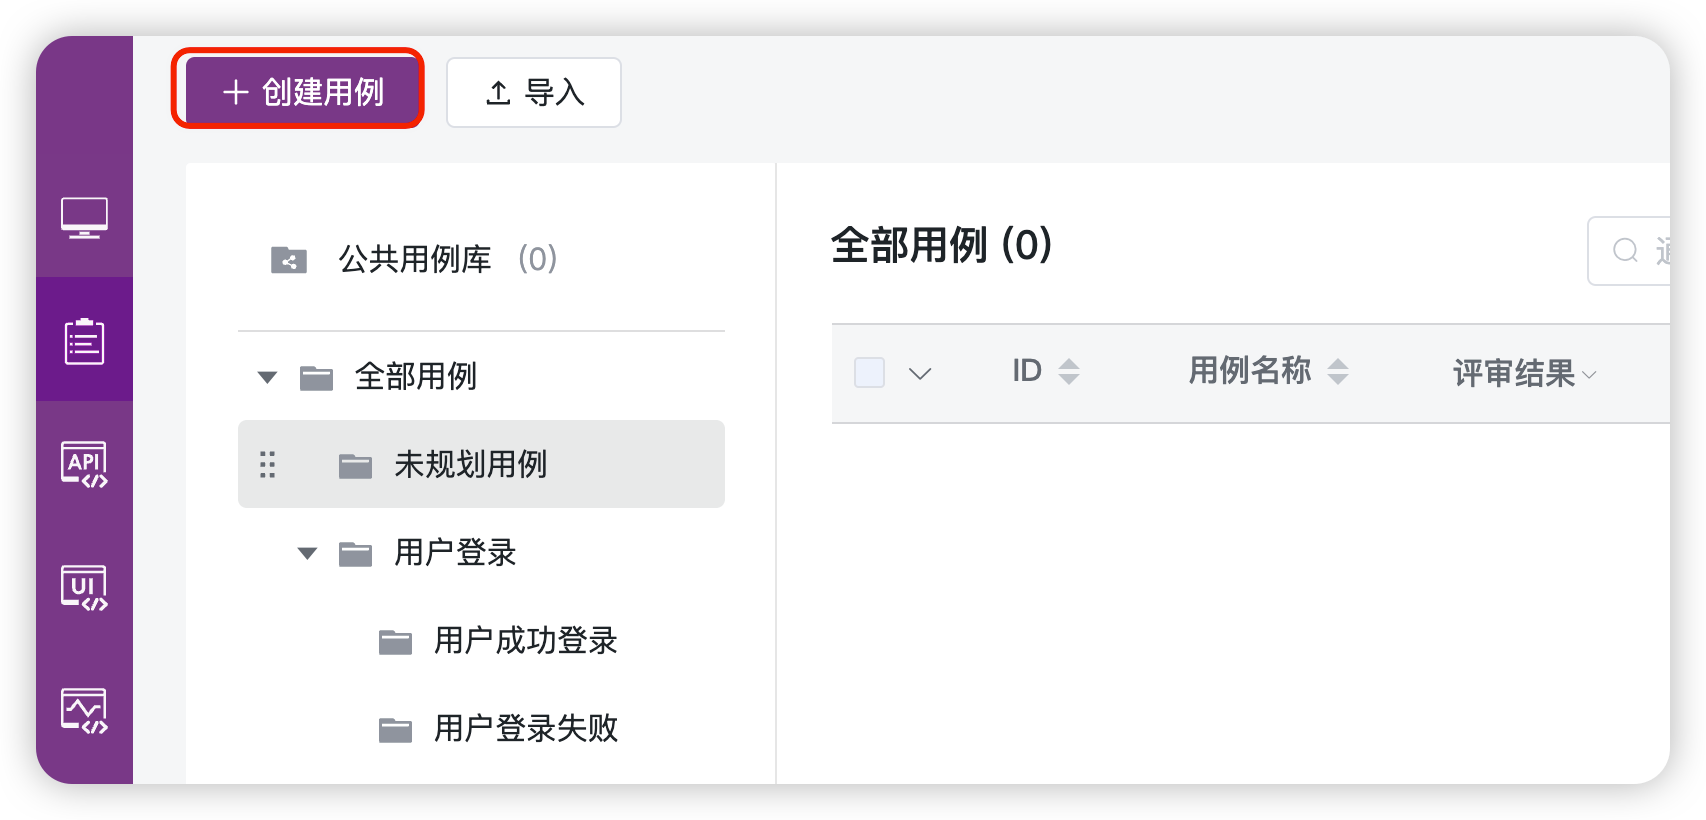 创建用例
导入
公共用例库 (0)
全部用例
未规划用例
用户登录
用户成功登录
用户登录失败
全部用例 (0)
ID 用例名称 评审结果
API
UI